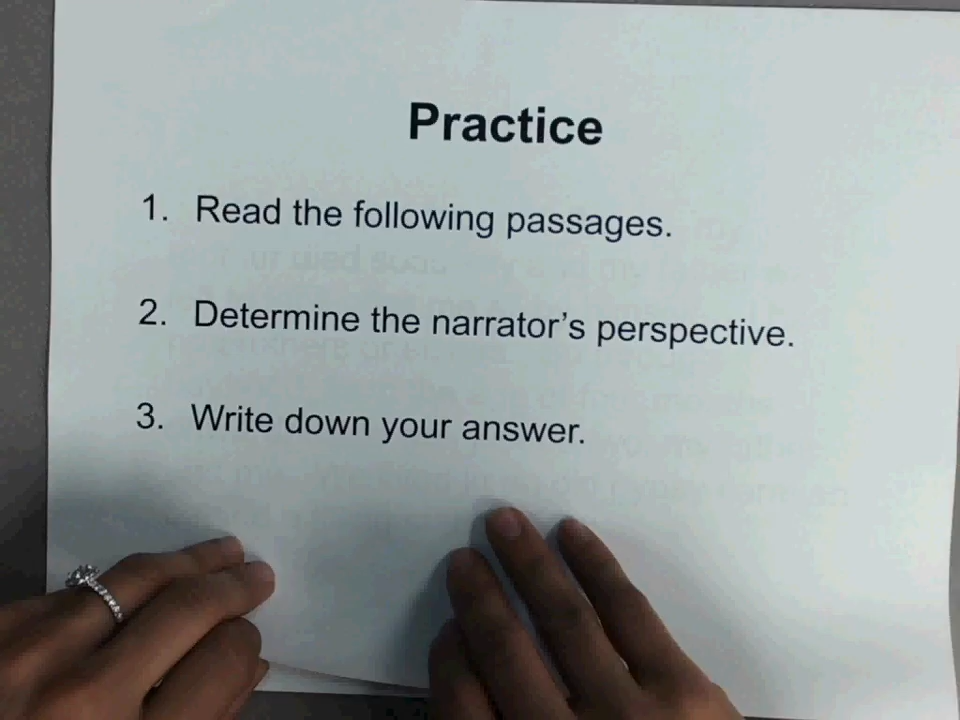 Practice
1. Read the following passages.
2. Determine the narrator's perspective.
3. Write down your answer.